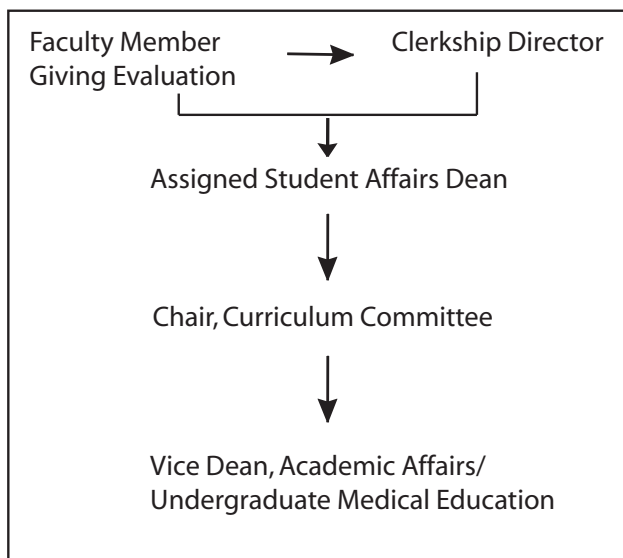 Faculty Member
Giving Evaluation
Clerkship Director
Assigned Student Affairs Dean
Chair, Curriculum Committee
Vice Dean, Academic Affairs/
Undergraduate Medical Education